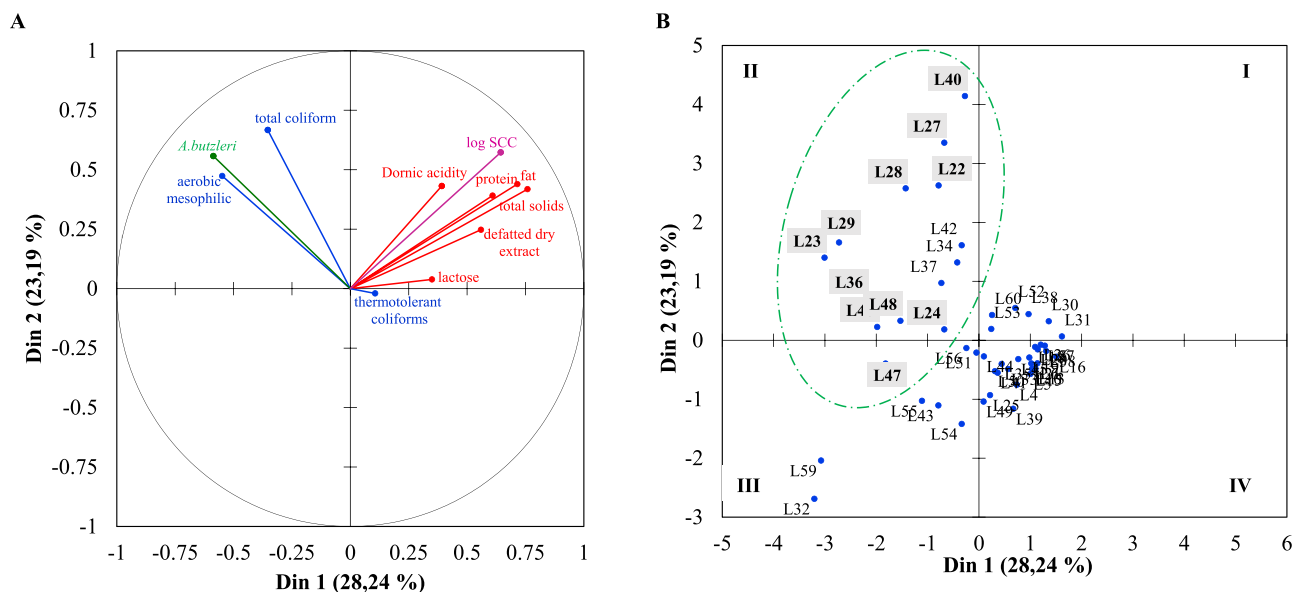 A
B
1
0.75
0.5
0.25
0
-0.25
-0.5
-0.75
-1
-1
-0.75
-0.5
-0.25
0
0.25
0.5
0.75
1
Din 2 (23,19 %)
Din 1 (28,24 %)
total coliform
A.butzleri
aerobic
mesophilic
log SCC
Dornic acidity
protein
fat
total solids
defatted dry
extract
lactose
thermotolerant
coliforms
5
4
3
2
1
0
-1
-2
-3
-5
-4
-3
-2
-1
0
1
2
3
4
5
6
Din 2 (23,19 %)
Din 1 (28,24 %)
II
I
III
IV
L40
L27
L28
L22
L29
L23
L42
L34
L37
L36
L48
L24
L47
L52
L60
L38
L53
L30
L31
L56
L51
L44
L16
L4
L25
L49
L39
L55
L43
L54
L59
L32